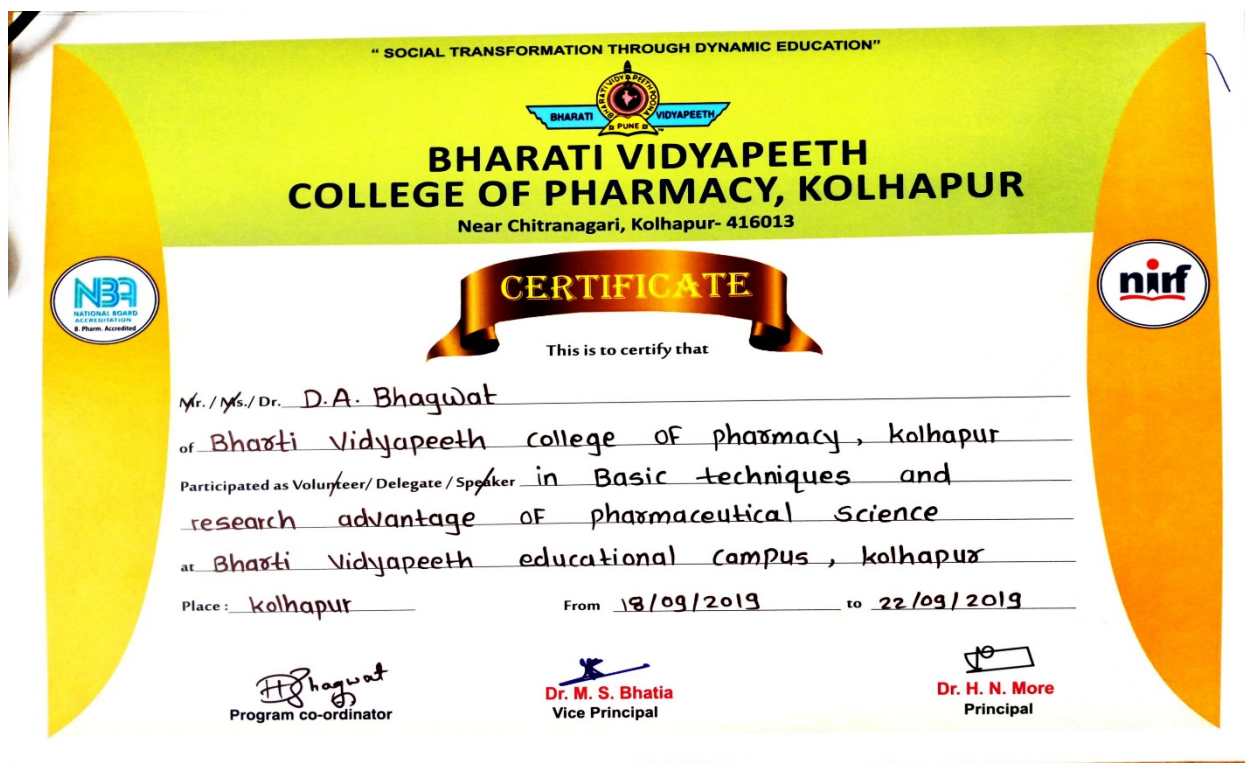 “ SOCIAL TRANSFORMATION THROUGH DYNAMIC EDUCATION”
BHARATI VIDYAPEETH POONA
BHARATI VIDYAPEETH
PUNE
BHARATI VIDYAPEETH
COLLEGE OF PHARMACY, KOLHAPUR
Near Chitranagari, Kolhapur- 416013
NBA
NATIONAL BOARD
ACCREDITATION
B. Pharm. Accredited
nirf
CERTIFICATE
This is to certify that
Mr. / Ms./ Dr. D.A. Bhagwat
of Bharti Vidyapeeth college of pharmacy, kolhapur
Participated as Volunteer/ Delegate / Speaker in Basic techniques and
research advantage of pharmaceutical science
at Bharti Vidyapeeth educational campus, kolhapur
Place : kolhapur From 18/09/2019 to 22/09/2019
Bhagwat
Program co-ordinator
Dr. M. S. Bhatia
Vice Principal
Dr. H. N. More
Principal